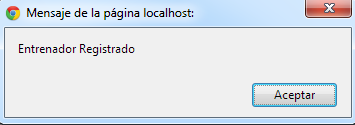 Mensaje de la página localhost:
Entrenador Registrado
Aceptar